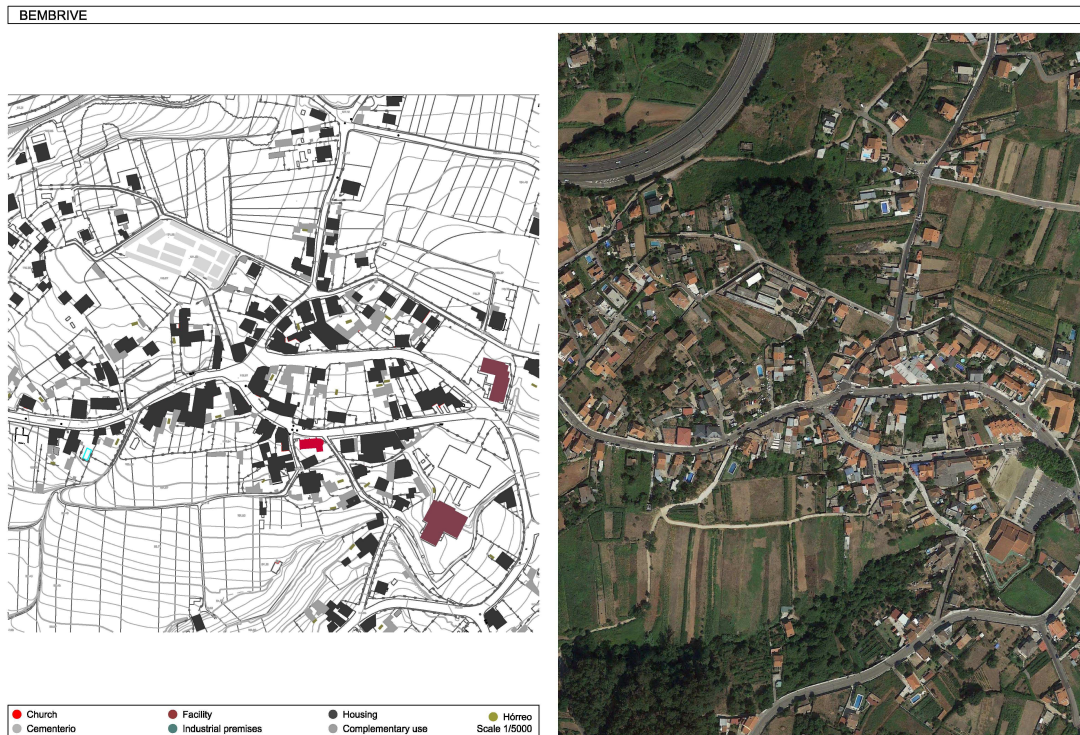 BEMBRIVE
Church
Facility
Housing
Hórreo
Cementerio
Industrial premises
Complementary use
Scale 1/5000